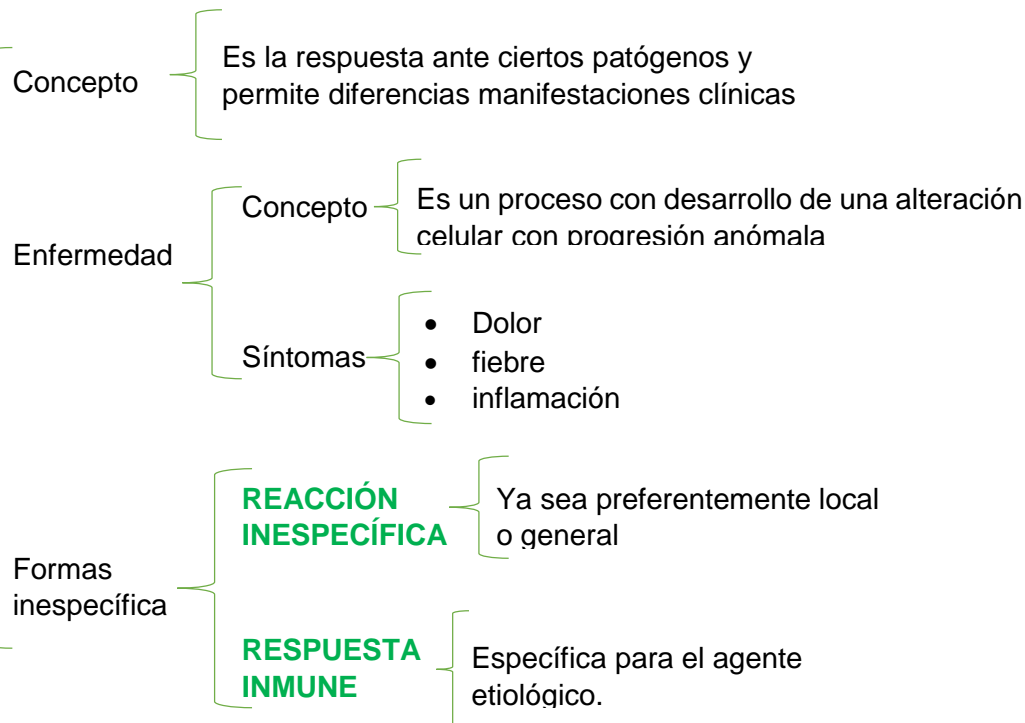 Concepto
Es la respuesta ante ciertos patógenos y
permite diferencias manifestaciones clínicas
Enfermedad
Concepto
Es un proceso con desarrollo de una alteración
celular con progresión anómala
Síntomas
• Dolor
• fiebre
• inflamación
Formas
inespecífica
REACCIÓN
INESPECÍFICA
Ya sea preferentemente local
o general
RESPUESTA
INMUNE
Específica para el agente
etiológico.